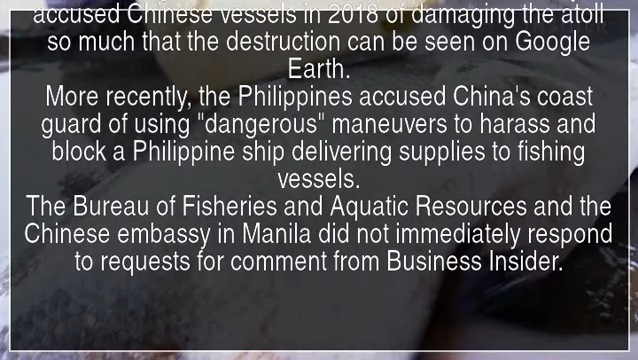 accused Chinese vessels in 2018 of damaging the atoll
so much that the destruction can be seen on Google
Earth.
More recently, the Philippines accused China's coast
guard of using "dangerous" maneuvers to harass and
block a Philippine ship delivering supplies to fishing
vessels.
The Bureau of Fisheries and Aquatic Resources and the
Chinese embassy in Manila did not immediately respond
to requests for comment from Business Insider.